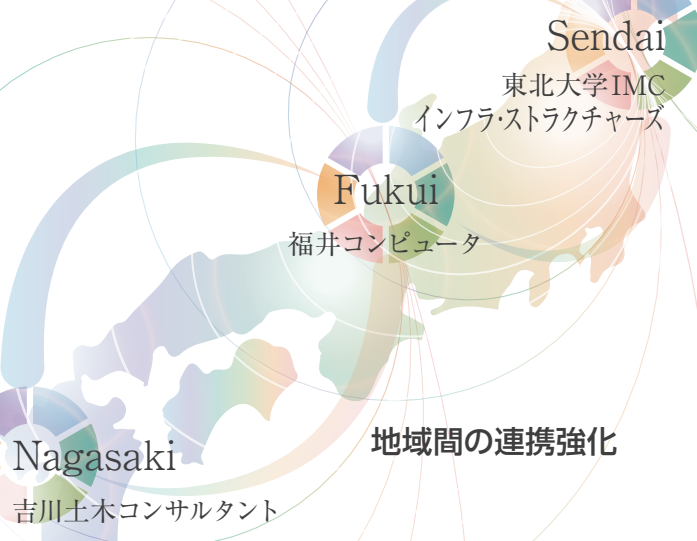 Sendai
東北大学IMC
インフラ・ストラクチャーズ
Fukui
福井コンピュータ
地域間の連携強化
Nagasaki
吉川土木コンサルタント